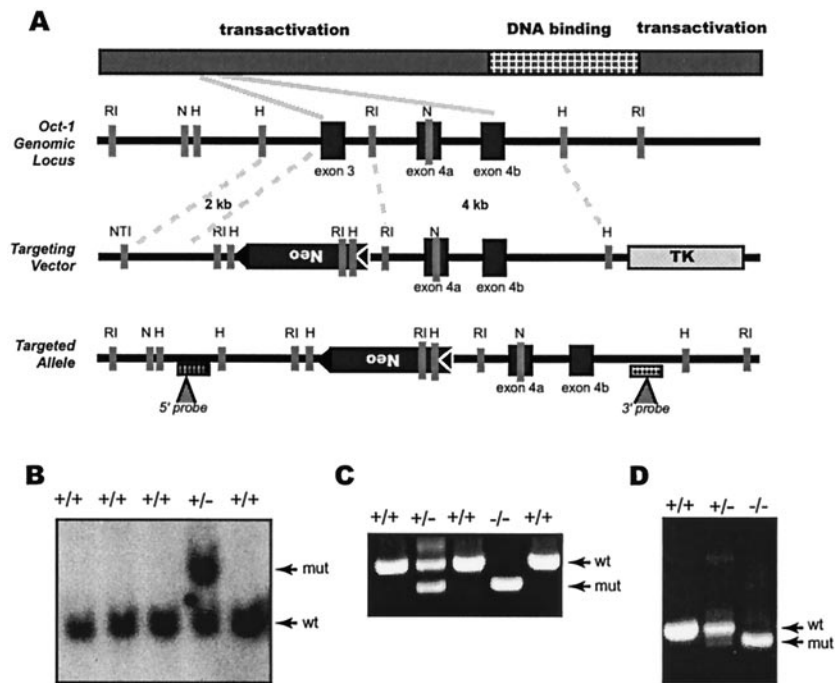 A
transactivation DNA binding transactivation
RI N H H RI N H RI
Oct-1
Genomic
Locus
exon 3 exon 4a exon 4b
2 kb 4 kb
NTI RI H RI H RI N H
Targeting
Vector
Neo TK
exon 4a exon 4b
RI N H H RI H RI H RI N H RI
Targeted
Allele
Neo
exon 4a exon 4b
5' probe 3' probe
B
+/+ +/+ +/+ +/- +/+
mut
wt
C
+/+ +/- +/+ -/- +/+
wt
mut
D
+/+ +/- -/-
wt
mut